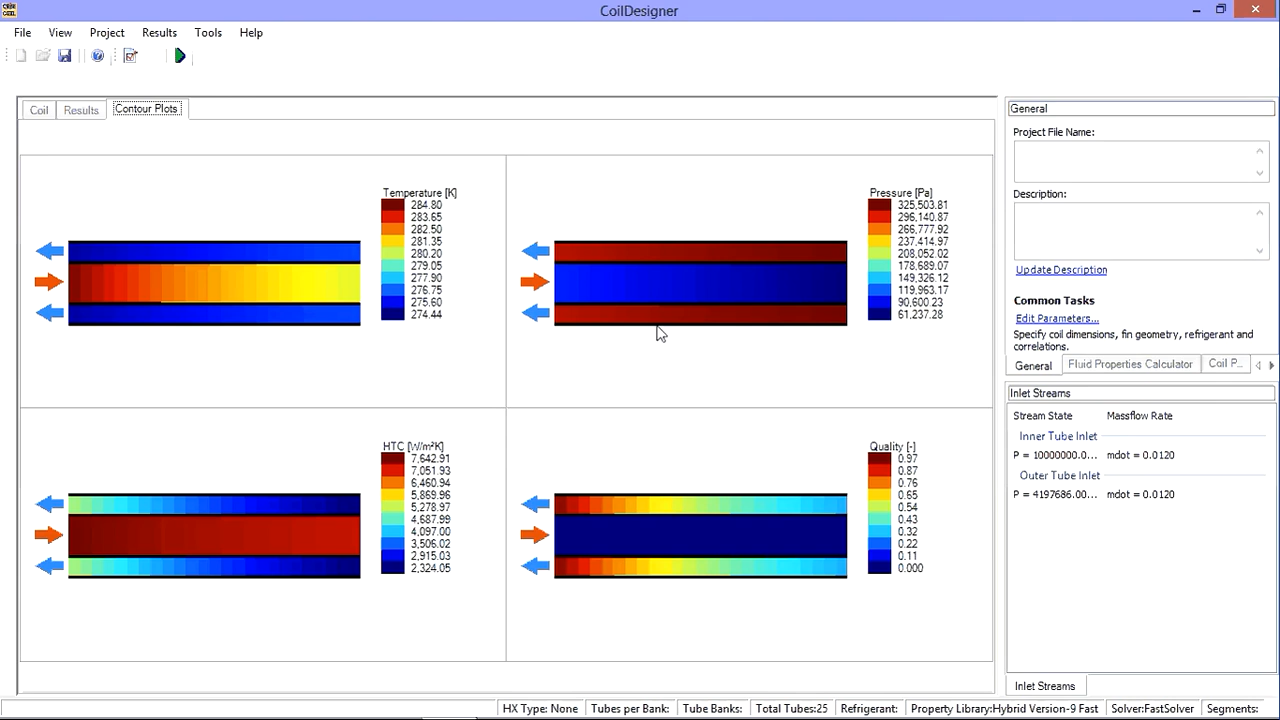 CoilDesigner
File View Project Results Tools Help
Coil Results Contour Plots
Temperature [K]
284.80
283.65
282.50
281.35
280.20
279.05
277.90
276.75
275.60
274.44
Pressure [Pa]
325,503.81
296,140.87
266,777.92
237,414.97
208,052.02
178,689.07
149,326.12
119,963.17
90,600.23
61,237.28
HTC [W/m²K]
7,642.91
7,051.93
6,460.94
5,869.96
5,278.97
4,687.99
4,097.00
3,506.02
2,915.03
2,324.05
Quality [-]
0.97
0.87
0.76
0.65
0.54
0.43
0.32
0.22
0.11
0.000
General
Project File Name:
Description:
Update Description
Common Tasks
Edit Parameters...
Specify coil dimensions, fin geometry, refrigerant and
correlations.
General Fluid Properties Calculator Coil P...
Inlet Streams
Stream State Massflow Rate
Inner Tube Inlet
P = 10000000.0... mdot = 0.0120
Outer Tube Inlet
P = 4197686.00... mdot = 0.0120
Inlet Streams
HX Type: None Tubes per Bank: Tube Banks: Total Tubes:25 Refrigerant: Property Library:Hybrid Version-9 Fast Solver:FastSolver Segments: